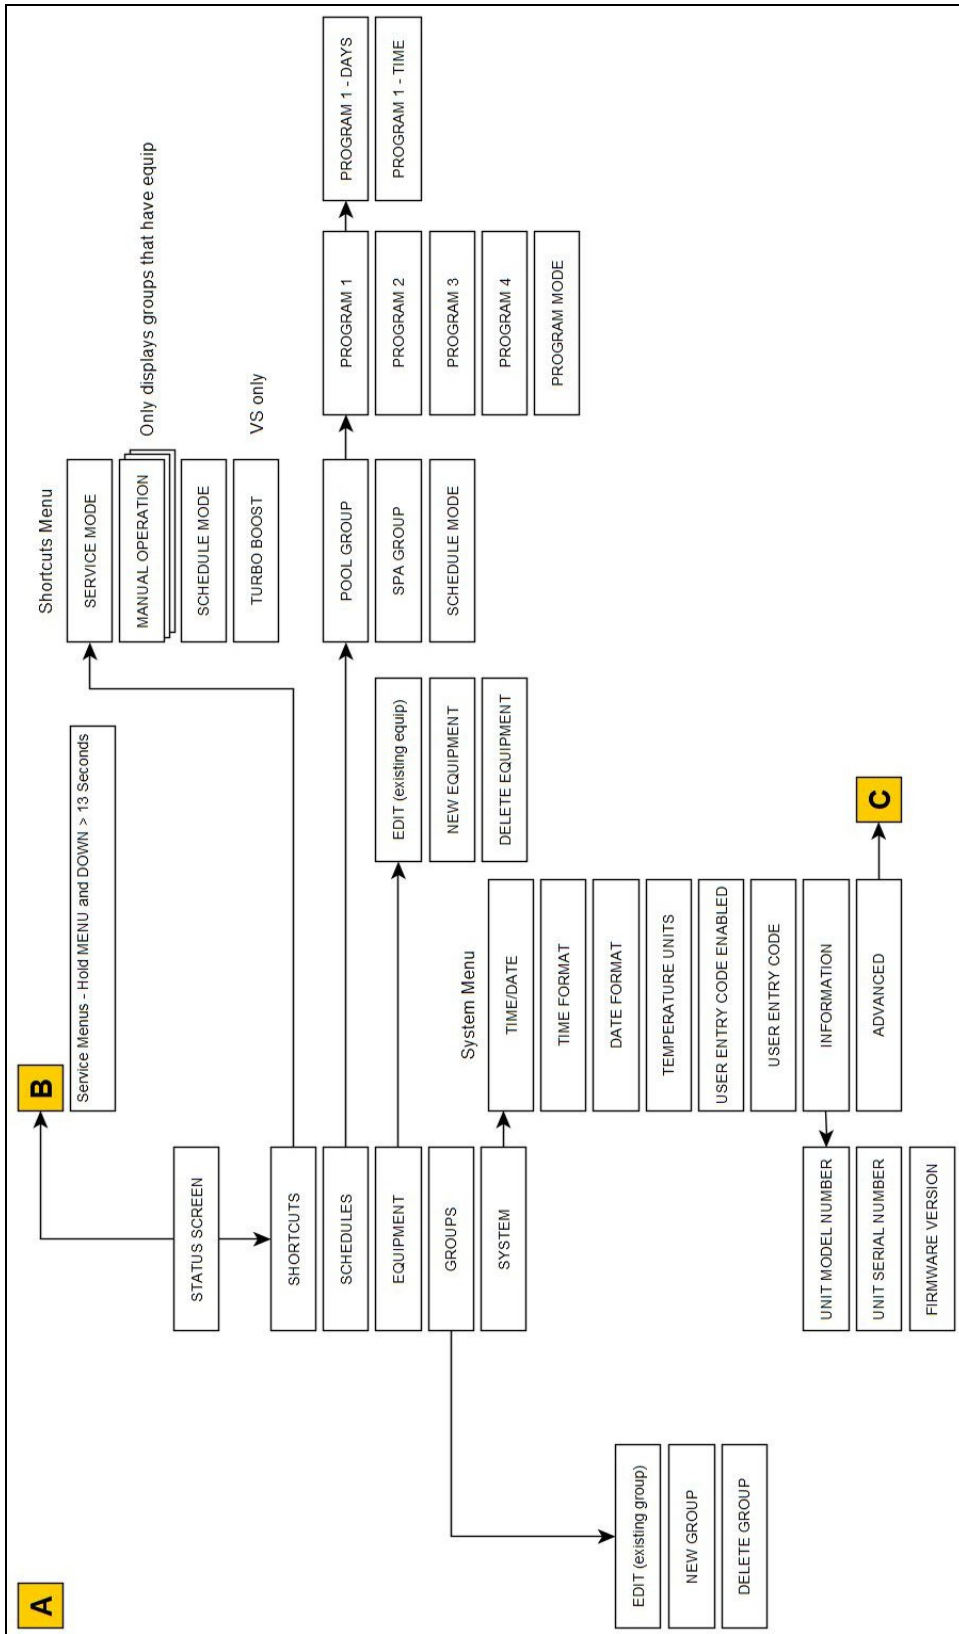 A
B
Service Menus - Hold MENU and DOWN > 13 Seconds
STATUS SCREEN
SHORTCUTS
SCHEDULES
EQUIPMENT
GROUPS
SYSTEM
Shortcuts Menu
SERVICE MODE
MANUAL OPERATION
Only displays groups that have equip
SCHEDULE MODE
TURBO BOOST
VS only
POOL GROUP
SPA GROUP
SCHEDULE MODE
PROGRAM 1
PROGRAM 2
PROGRAM 3
PROGRAM 4
PROGRAM MODE
PROGRAM 1 - DAYS
PROGRAM 1 - TIME
EDIT (existing equip)
NEW EQUIPMENT
DELETE EQUIPMENT
EDIT (existing group)
NEW GROUP
DELETE GROUP
System Menu
TIME/DATE
TIME FORMAT
DATE FORMAT
TEMPERATURE UNITS
USER ENTRY CODE ENABLED
USER ENTRY CODE
INFORMATION
ADVANCED
C
UNIT MODEL NUMBER
UNIT SERIAL NUMBER
FIRMWARE VERSION